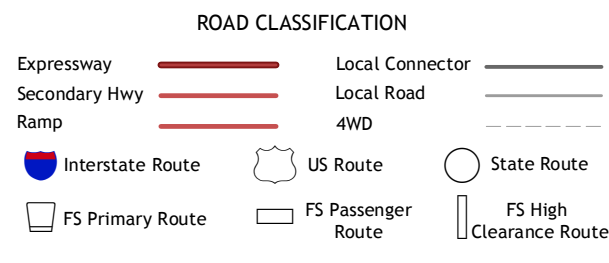 ROAD CLASSIFICATION
Expressway
Local Connector
Secondary Hwy
Local Road
Ramp
4WD
Interstate Route
US Route
State Route
FS Primary Route
FS Passenger
Route
FS High
Clearance Route